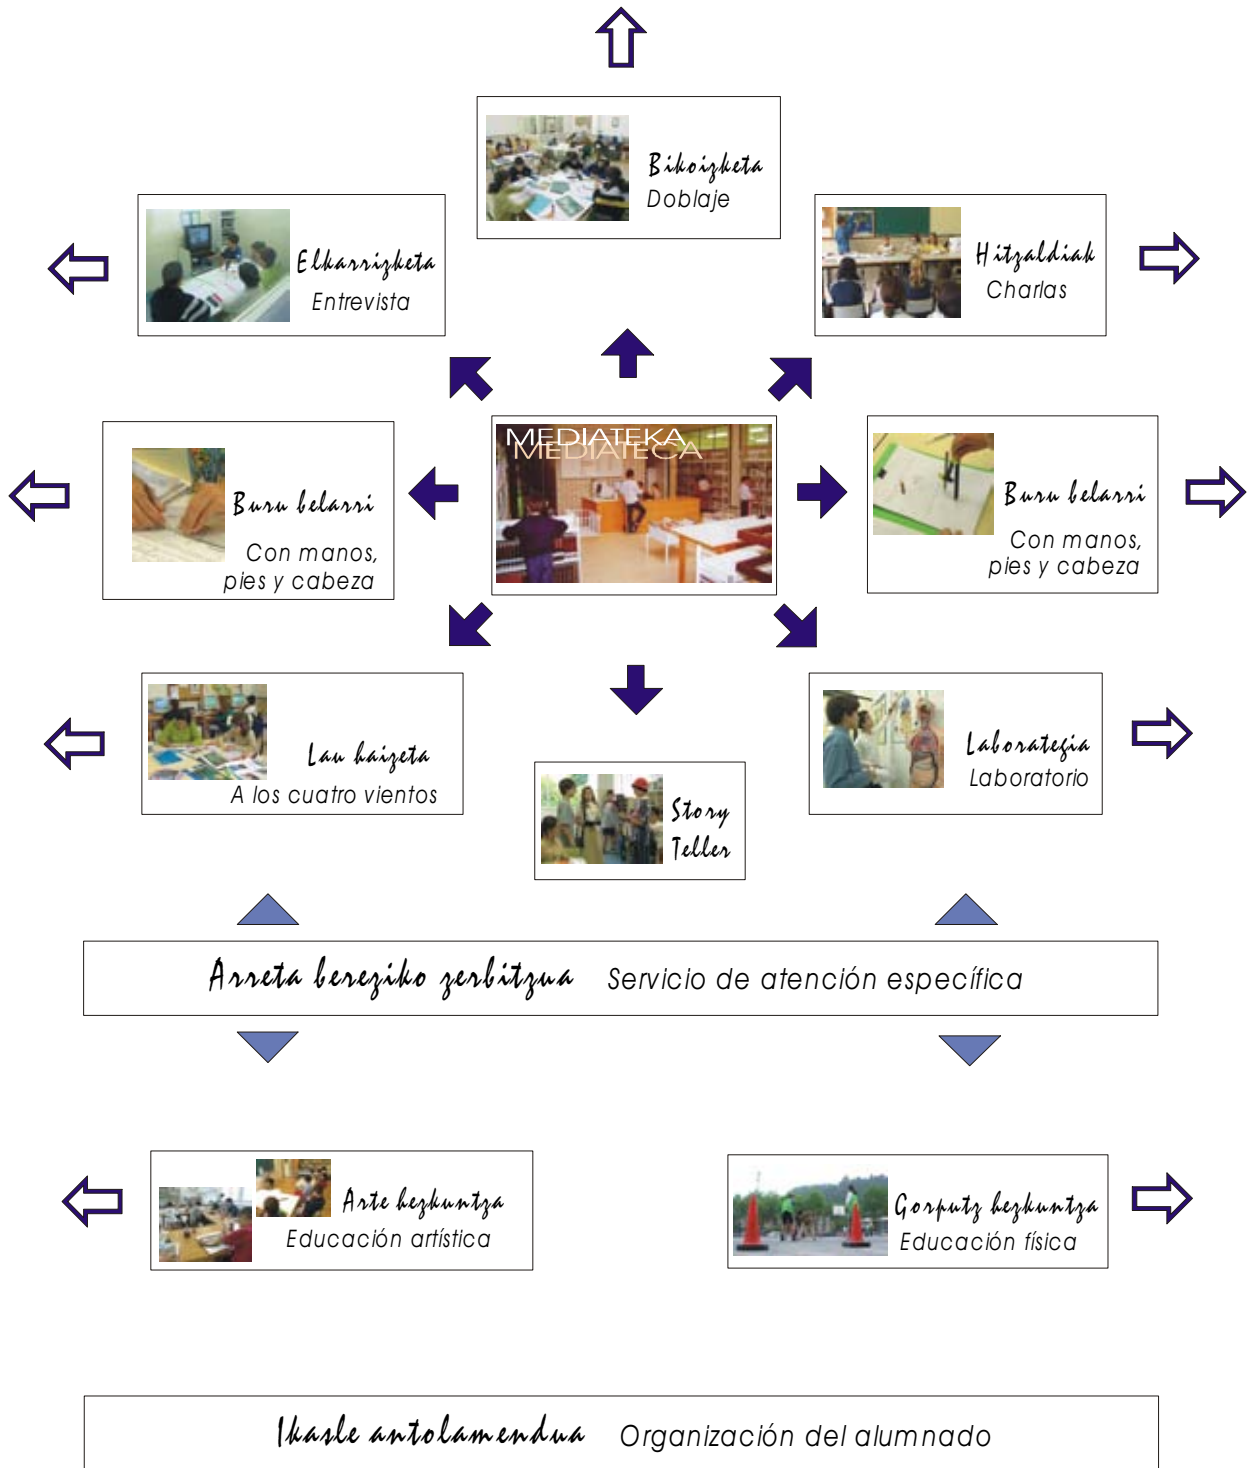 Bikoizketa
Doblaje
Elkarrizketa
Entrevista
Hitzaldiak
Charlas
MEDIATEKA
MEDIATECA
Buru belarri
Con manos,
pies y cabeza
Buru belarri
Con manos,
pies y cabeza
Lau haizeta
A los cuatro vientos
Story
Teller
Laborategia
Laboratorio
Arreta bereziko zerbitzua Servicio de atención específica
Arte hezkuntza
Educación artística
Gorputz hezkuntza
Educación física
Ikasle antolamendua Organización del alumnado